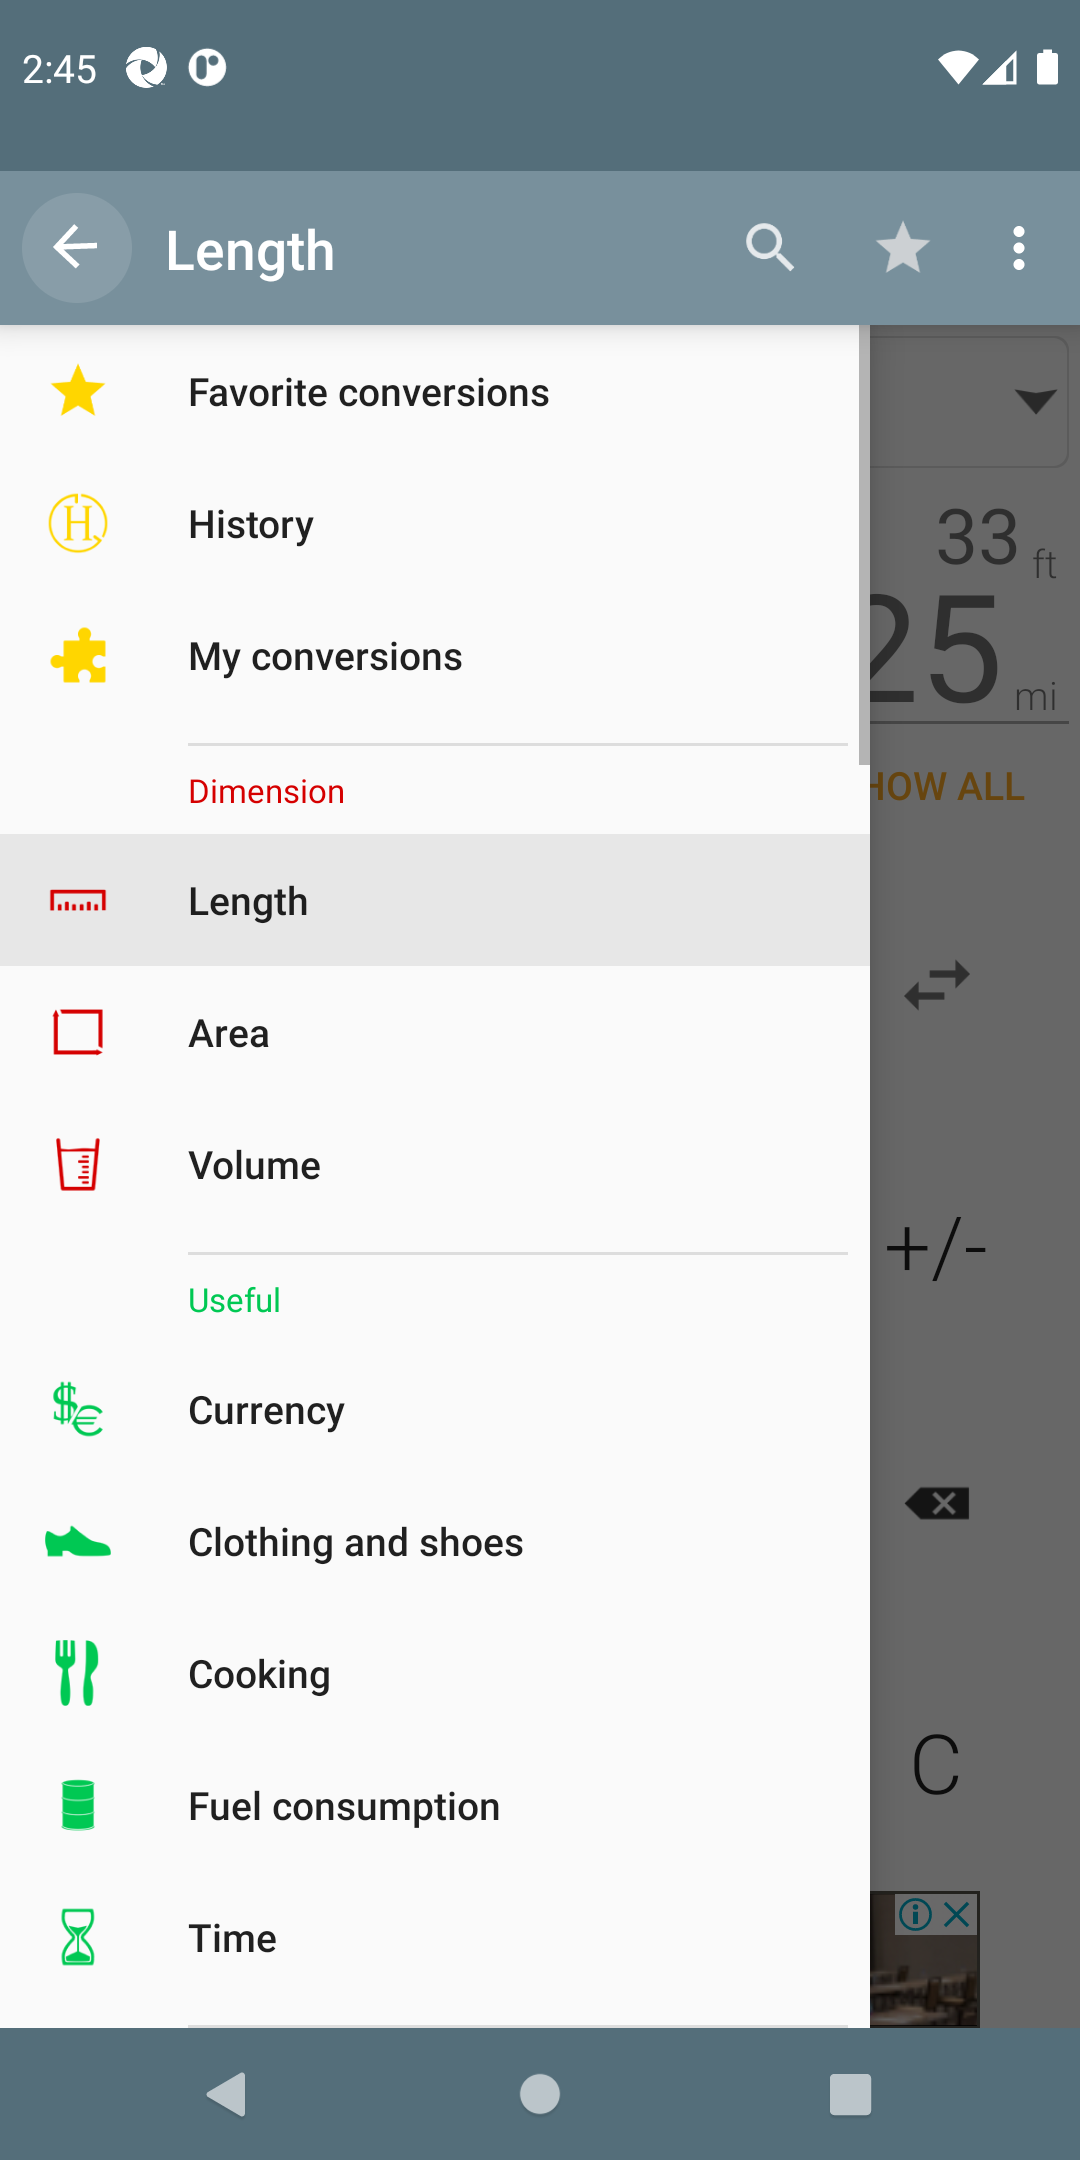 2:45
Length
Favorite conversions
History
33 ft
My conversions
25 mi
Dimension
HOW ALL
Length
Area
Volume
+/-
Useful
Currency
Clothing and shoes
Cooking
C
Fuel consumption
Time